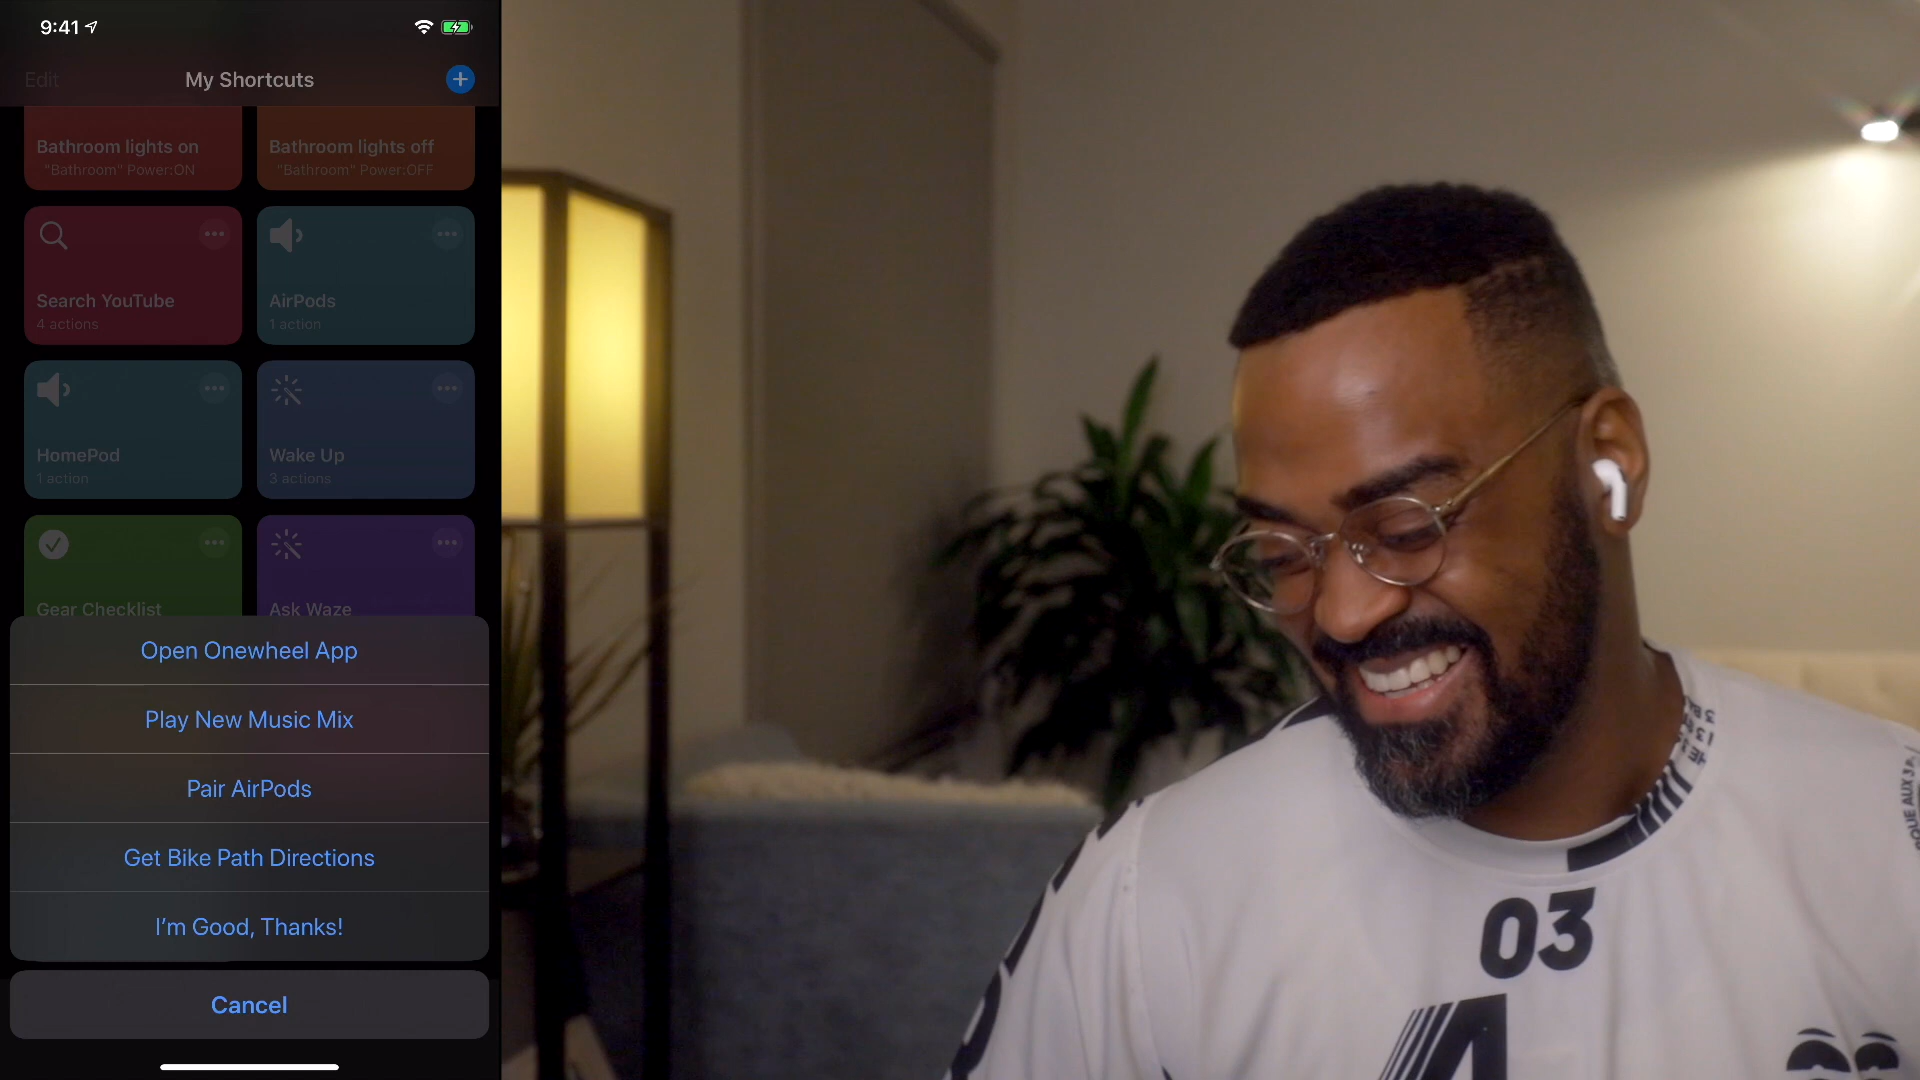 9:41
Edit
My Shortcuts
Bathroom lights on
"Bathroom" Power:ON
Bathroom lights off
"Bathroom" Power:OFF
Search YouTube
4 actions
AirPods
1 action
HomePod
1 action
Wake Up
3 actions
Gear Checklist
Ask Waze
Open Onewheel App
Play New Music Mix
Pair AirPods
Get Bike Path Directions
I'm Good, Thanks!
Cancel
03